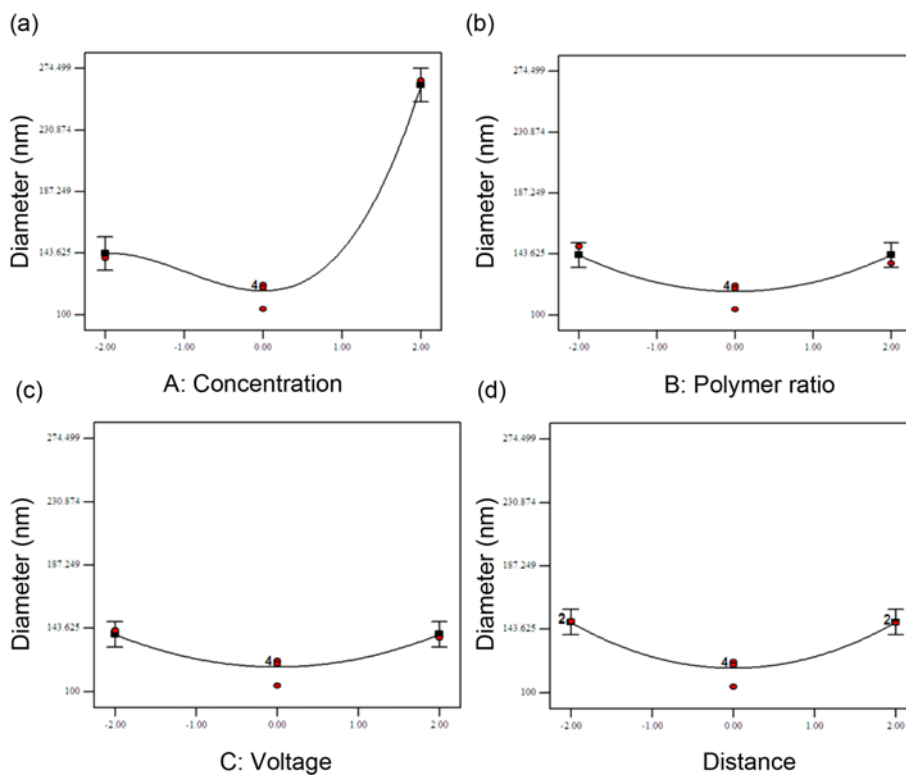 (a)
Diameter (nm)
274.499
230.874
187.249
143.625
100
4
-2.00 -1.00 0.00 1.00 2.00
A: Concentration
(b)
Diameter (nm)
274.499
230.874
187.249
143.625
100
4
-2.00 -1.00 0.00 1.00 2.00
B: Polymer ratio
(c)
Diameter (nm)
274.499
230.874
187.249
143.625
100
4
-2.00 -1.00 0.00 1.00 2.00
C: Voltage
(d)
Diameter (nm)
274.499
230.874
187.249
143.625
100
2 4 2
-2.00 -1.00 0.00 1.00 2.00
Distance